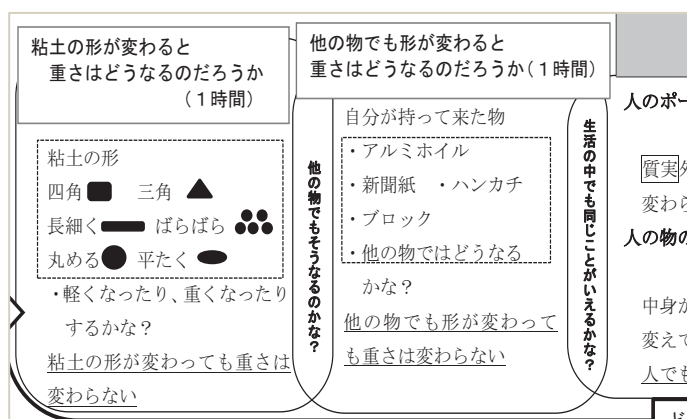 粘土の形が変わると
重さはどうなるのだろうか
(1時間)
粘土の形
四角 三角
長細く ばらばら
丸める 平たく
・軽くなったり、重くなったり
するかな?
粘土の形が変わっても重さは
変わらない
他の物でもそうなるのかな?
他の物でも形が変わると
重さはどうなるのだろうか(1時間)
自分が持って来た物
・アルミホイル
・新聞紙 ・ハンカチ
・ブロック
・他の物ではどうなる
かな?
他の物でも形が変わって
も重さは変わらない
生活の中でも同じことがいえるかな?
人のポー
質実
変わら
人の物の
中身が
変えて
人でも